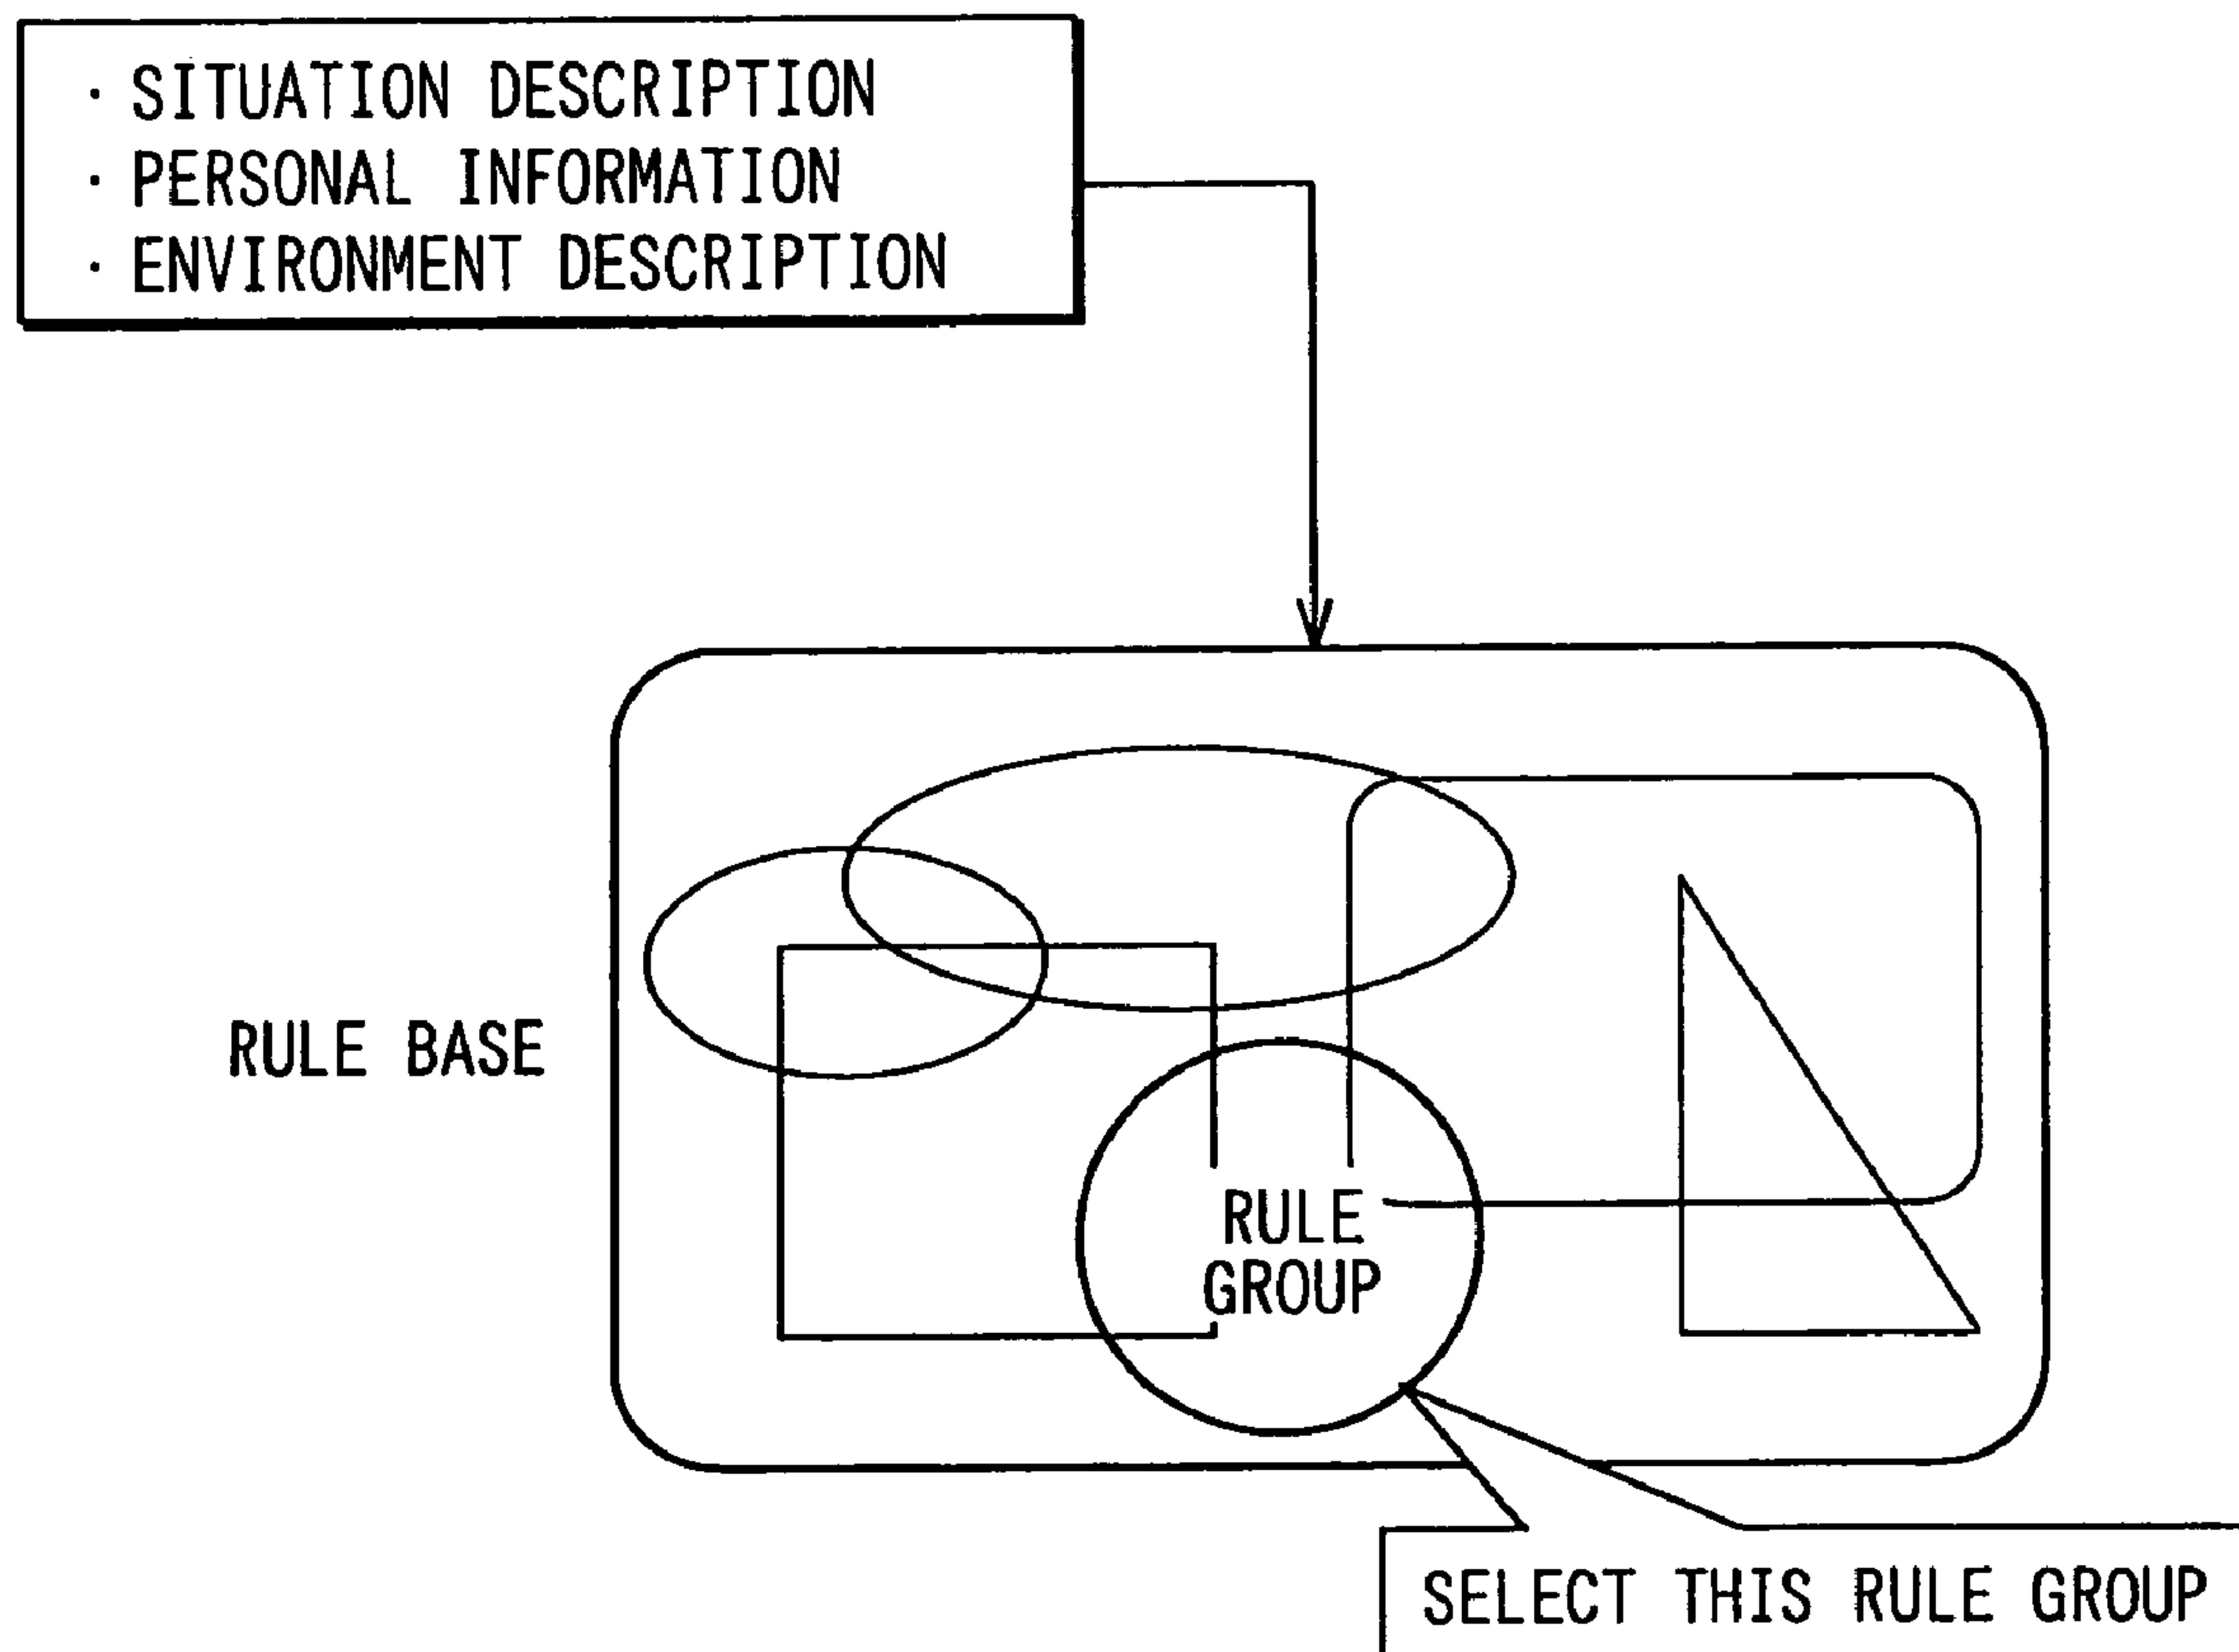 · SITUATION DESCRIPTION
· PERSONAL INFORMATION
· ENVIRONMENT DESCRIPTION
RULE BASE
RULE
GROUP
SELECT THIS RULE GROUP